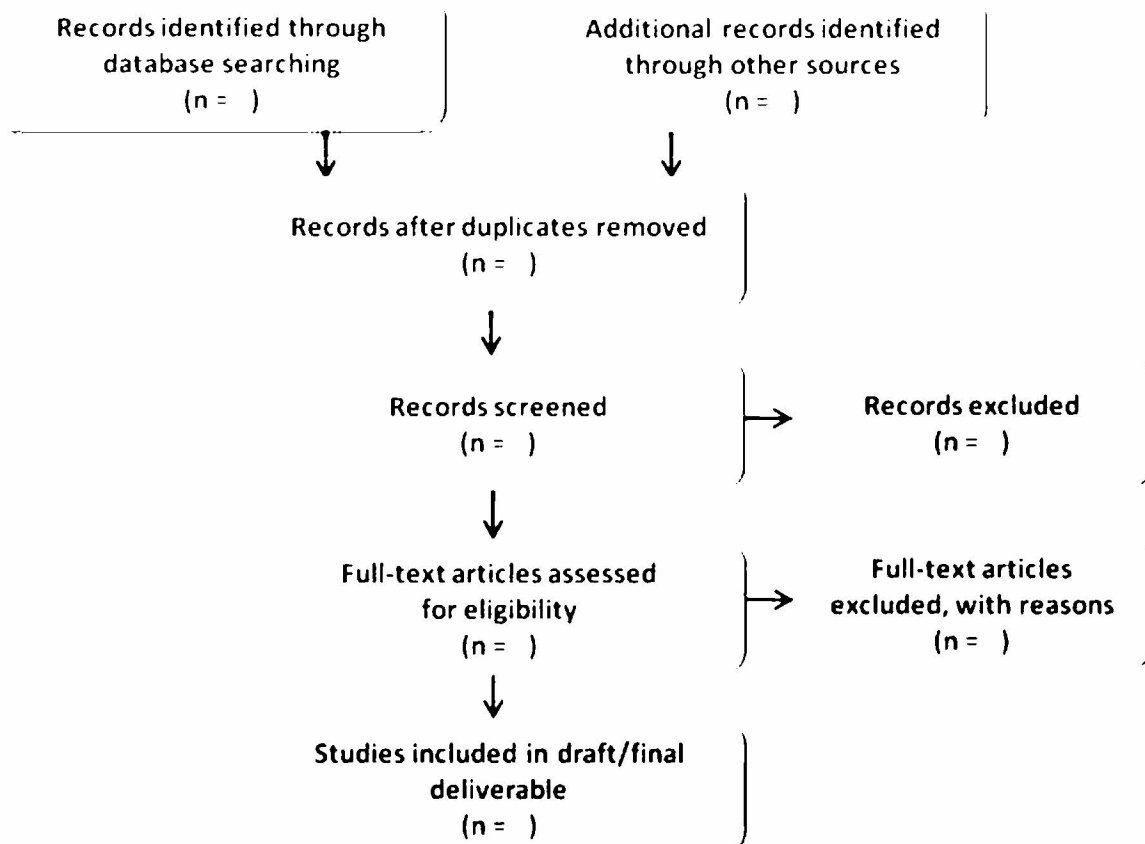 Records identified through
database searching
(n = )
Additional records identified
through other sources
(n = )
Records after duplicates removed
(n = )
Records screened
(n = )
Records excluded
(n = )
Full-text articles assessed
for eligibility
(n = )
Full-text articles
excluded, with reasons
(n = )
Studies included in draft/final
deliverable
(n = )